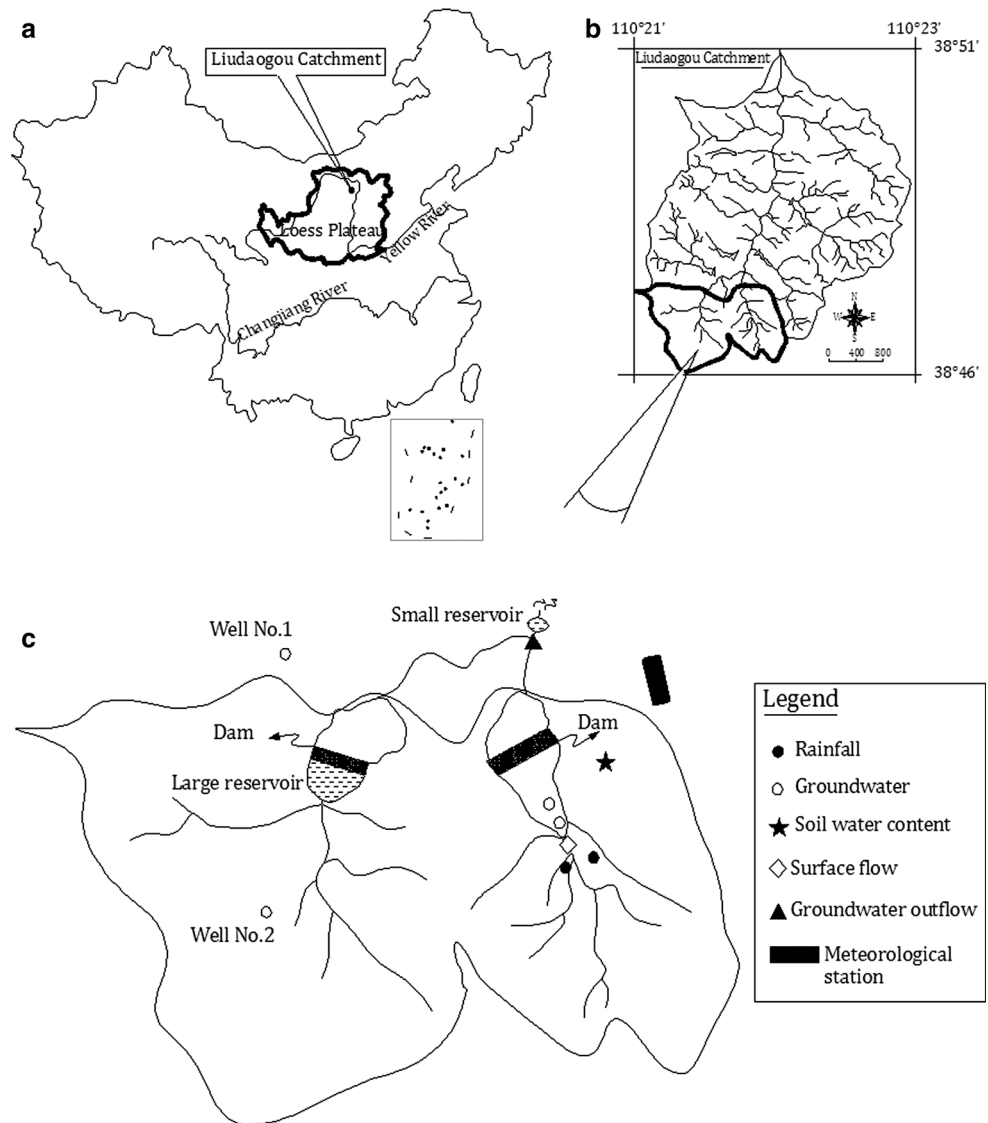 a
Liudaogou Catchment
Loess Plateau
Yellow River
Changjiang River
b
110°21'
110°23'
38°51'
Liudaogou Catchment
N
W
E
S
0 400 800
38°46'
c
Well No.1
Small reservoir
Dam
Dam
Large reservoir
Well No.2
Legend
Rainfall
Groundwater
Soil water content
Surface flow
Groundwater outflow
Meteorological
station